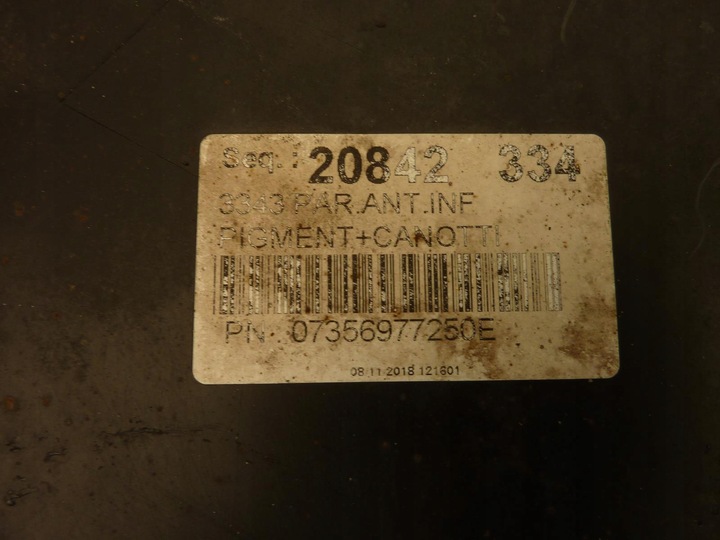 Seq.: 20842 334
3343 PAR.ANT.INF
PIGMENT+CANOTTI
PN : 07356977250E
08 11 2018 121601